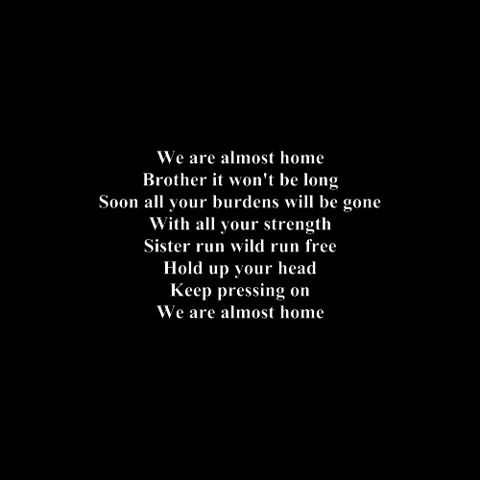 We are almost home
Brother it won't be long
Soon all your burdens will be gone
With all your strength
Sister run wild run free
Hold up your head
Keep pressing on
We are almost home